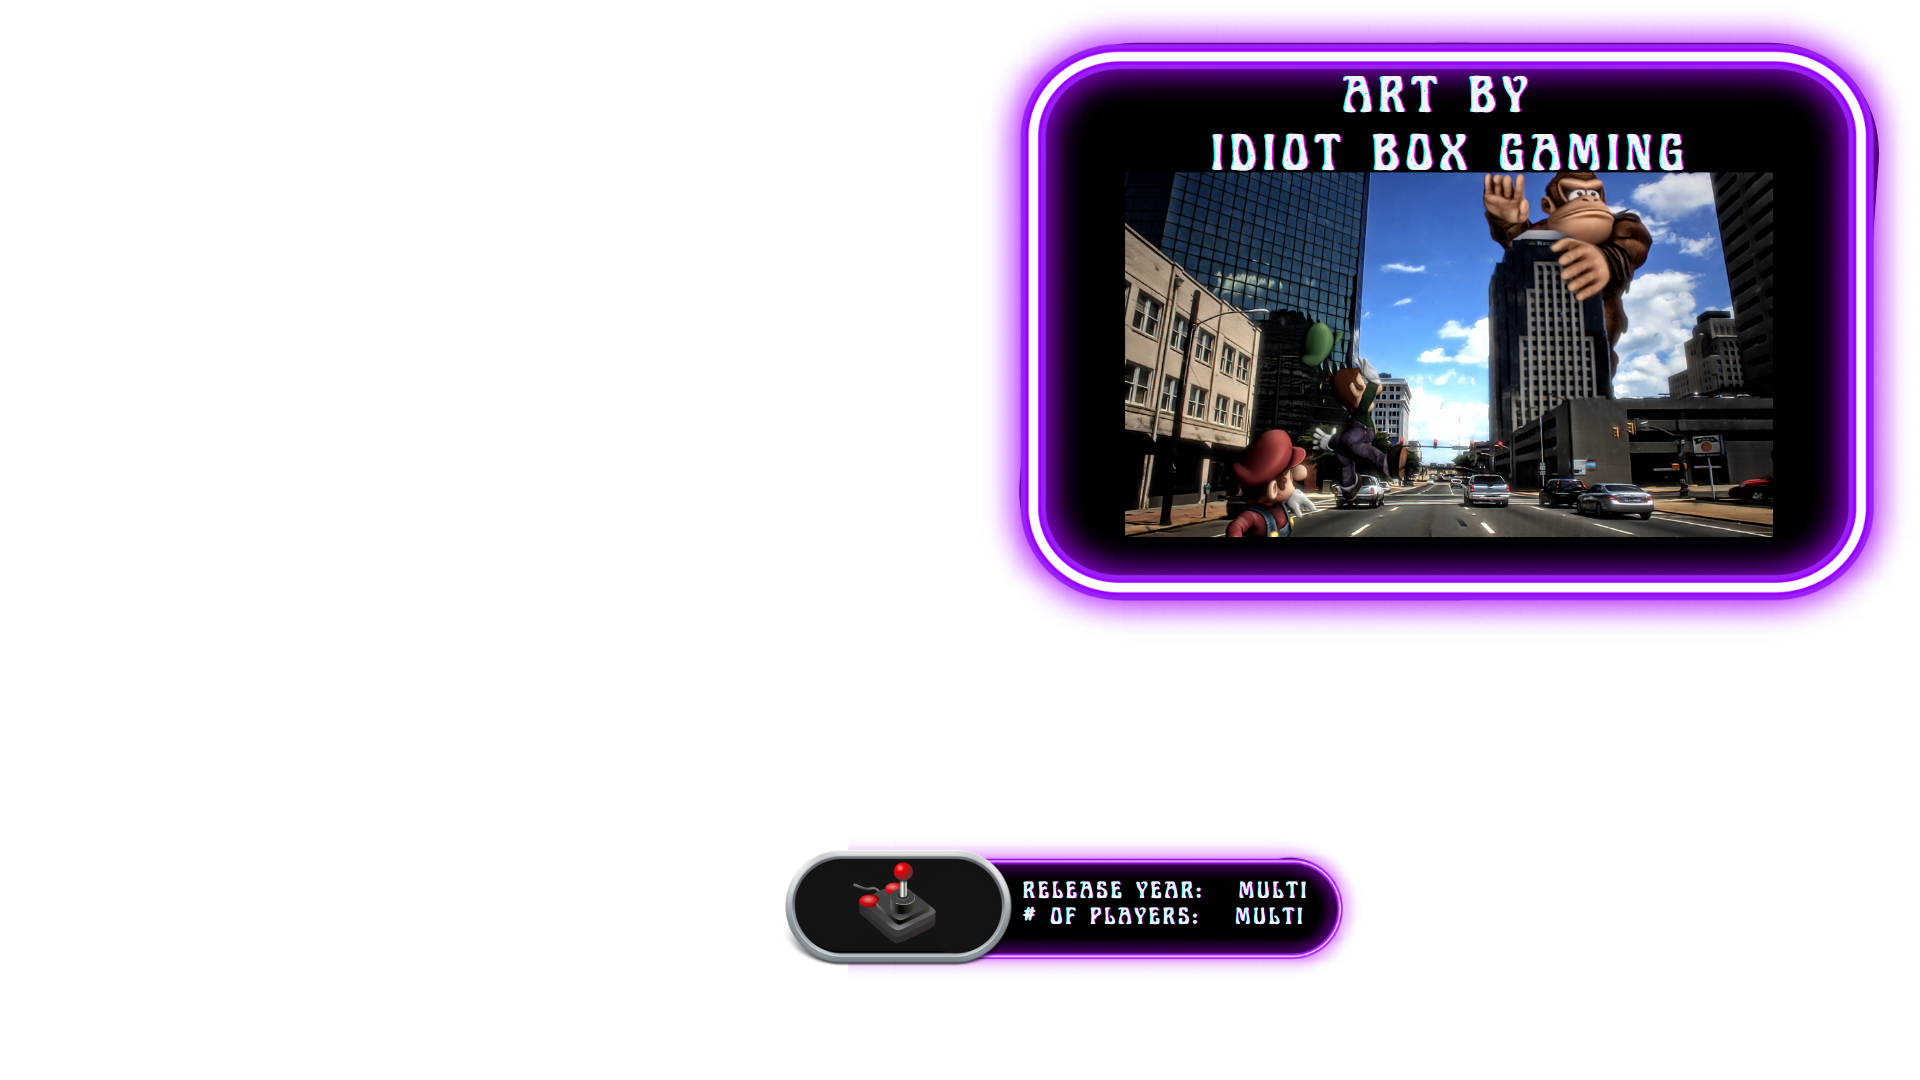 ART BY
IDIOT BOX GAMING
RELEASE YEAR: MULTI
# OF PLAYERS: MULTI